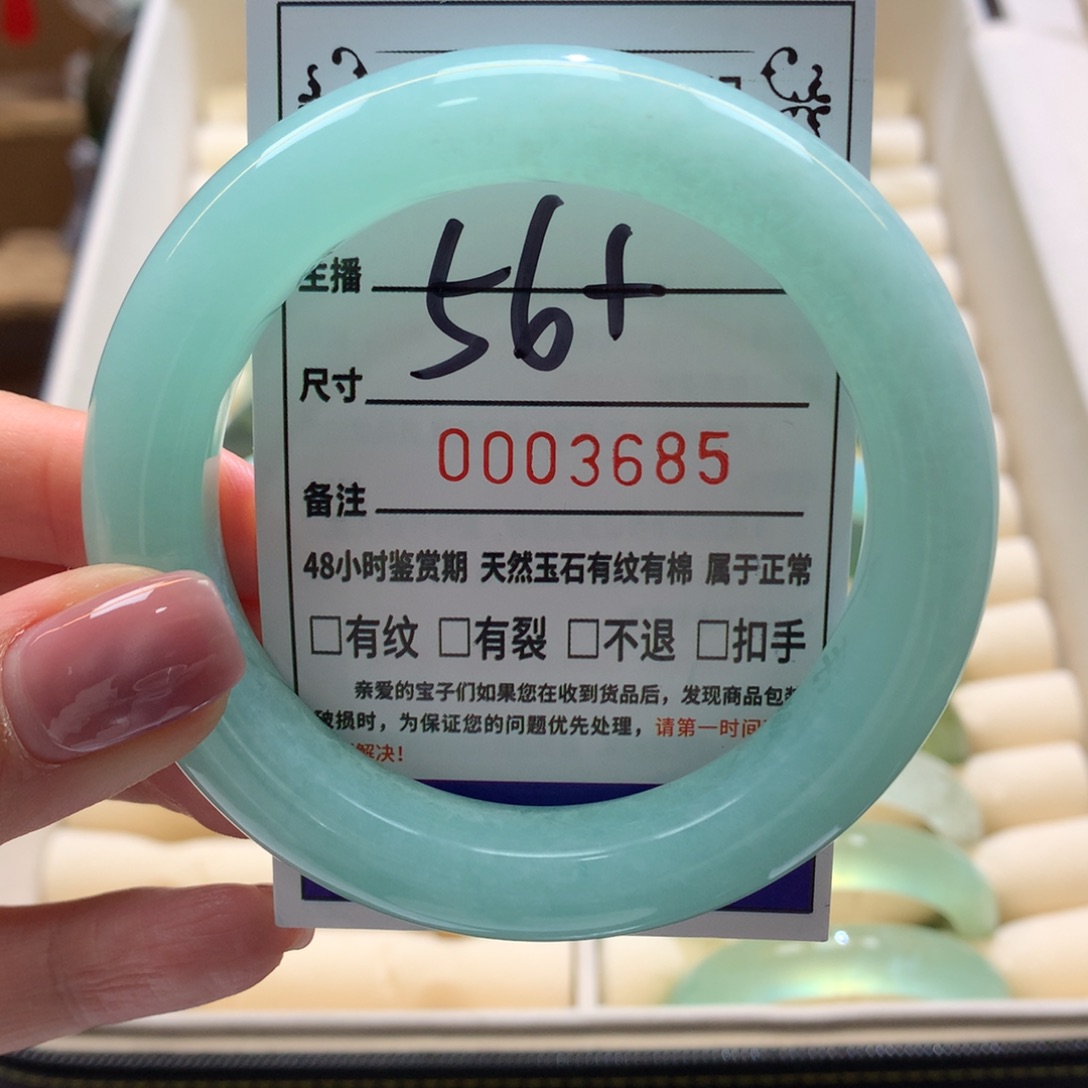 主播
56+
尺寸
0003685
备注
48小时鉴赏期 天然玉石有纹有棉 属于正常
□有纹 □有裂 □不退 □扣手
亲爱的宝子们如果您在收到货品后，发现商品包装
破损时，为保证您的问题优先处理，请第一时间
解决！